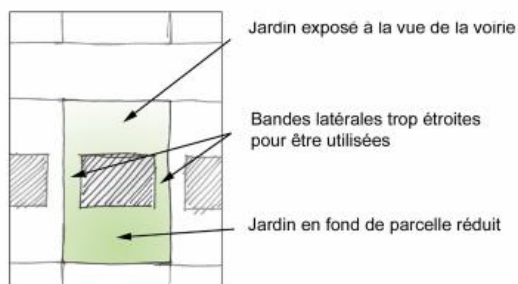 Jardin exposé à la vue de la voirie
Bandes latérales trop étroites
pour être utilisées
Jardin en fond de parcelle réduit